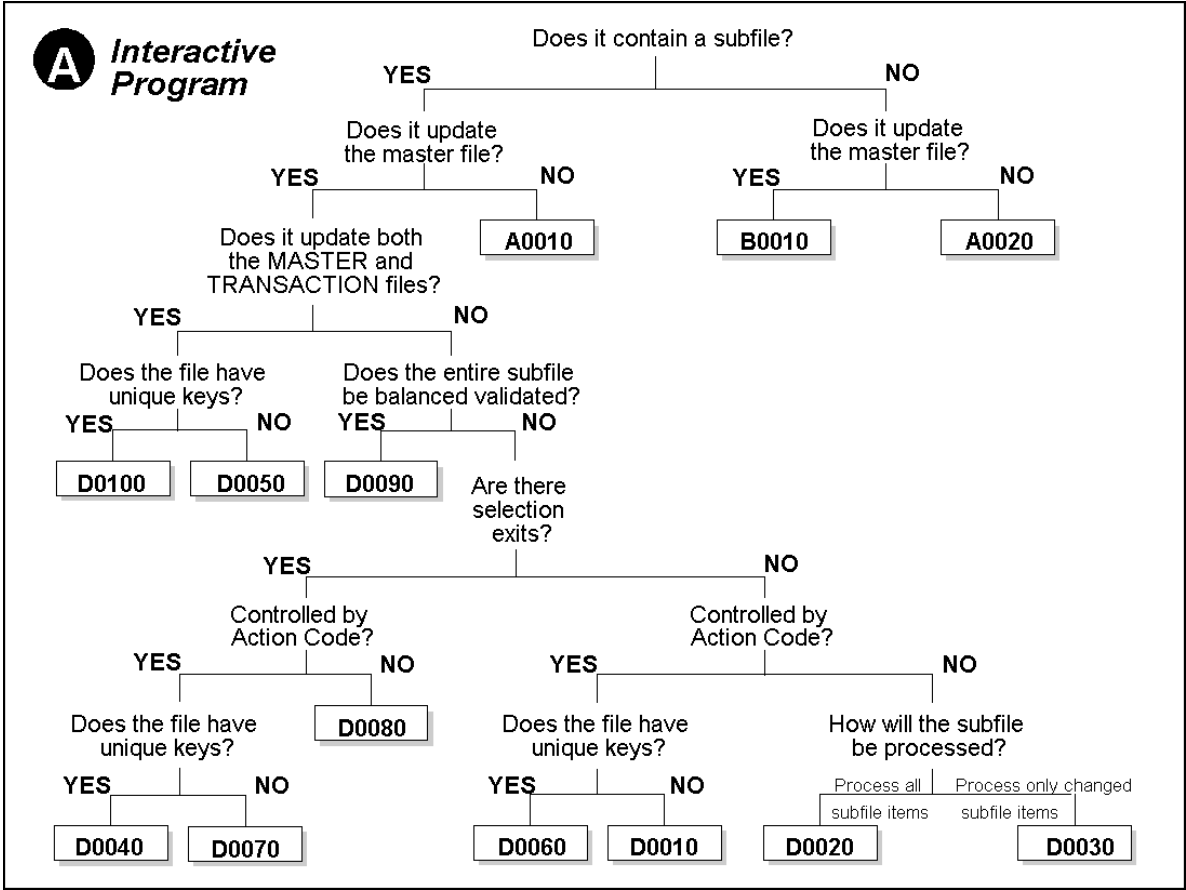 A
Interactive
Program
Does it contain a subfile?
YES
NO
Does it update
the master file?
Does it update
the master file?
YES
NO
YES
NO
A0010
B0010
A0020
Does it update both
the MASTER and
TRANSACTION files?
YES
NO
Does the file have
unique keys?
Does the entire subfile
be balanced validated?
YES
NO
YES
NO
D0100
D0050
D0090
Are there
selection
exits?
YES
NO
Controlled by
Action Code?
Controlled by
Action Code?
YES
NO
YES
NO
D0080
Does the file have
unique keys?
Does the file have
unique keys?
How will the subfile
be processed?
YES
NO
YES
NO
Process all
subfile items
Process only changed
subfile items
D0040
D0070
D0060
D0010
D0020
D0030